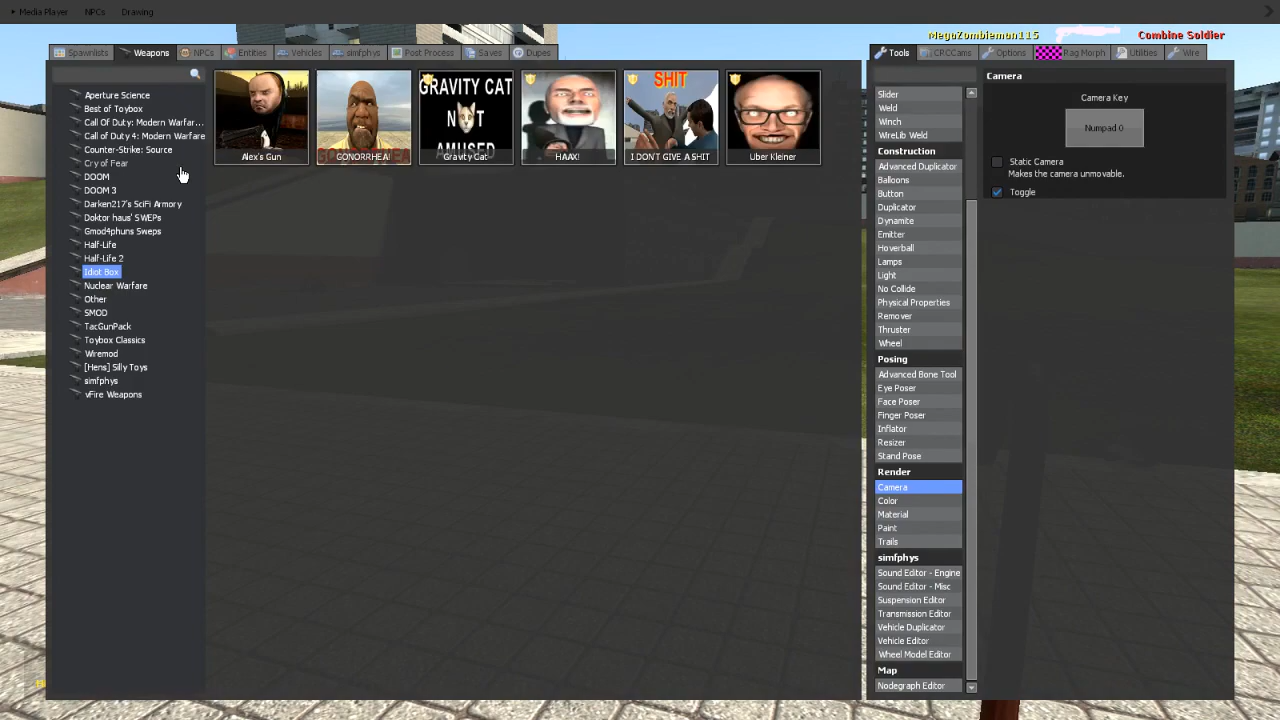 Media Player NPCs Drawing
MegaZombieman115 Combine Soldier
Spawnlists Weapons NPCs Entities Vehicles simfphys Post Process Saves Dupes
Aperture Science
Best of Toybox
Call Of Duty: Modern Warfar...
Call of Duty 4: Modern Warfare
Counter-Strike: Source
Cry of Fear
DOOM
DOOM 3
Darken217's SciFi Armory
Doktor haus' SWEPs
Gmod4phuns Sweps
Half-Life
Half-Life 2
Idiot Box
Nuclear Warfare
Other
SMOD
TacGunPack
Toybox Classics
Wiremod
[Hens] Silly Toys
simfphys
vFire Weapons
Alex's Gun
GONORRHEA!
GRAVITY CAT
NOT
AMUSED
Gravity Cat
HAAX!
SHIT
I DONT GIVE A SHIT
Uber Kleiner
Tools CRCCams Options Rag Morph Utilities Wire
Slider
Weld
Winch
WireLib Weld
Construction
Advanced Duplicator
Balloons
Button
Duplicator
Dynamite
Emitter
Hoverball
Lamps
Light
No Collide
Physical Properties
Remover
Thruster
Wheel
Posing
Advanced Bone Tool
Eye Poser
Face Poser
Finger Poser
Inflator
Resizer
Stand Pose
Render
Camera
Color
Material
Paint
Trails
simfphys
Sound Editor - Engine
Sound Editor - Misc
Suspension Editor
Transmission Editor
Vehicle Duplicator
Vehicle Editor
Wheel Model Editor
Map
Nodegraph Editor
Camera
Camera Key
Numpad 0
Static Camera
Makes the camera unmovable.
Toggle